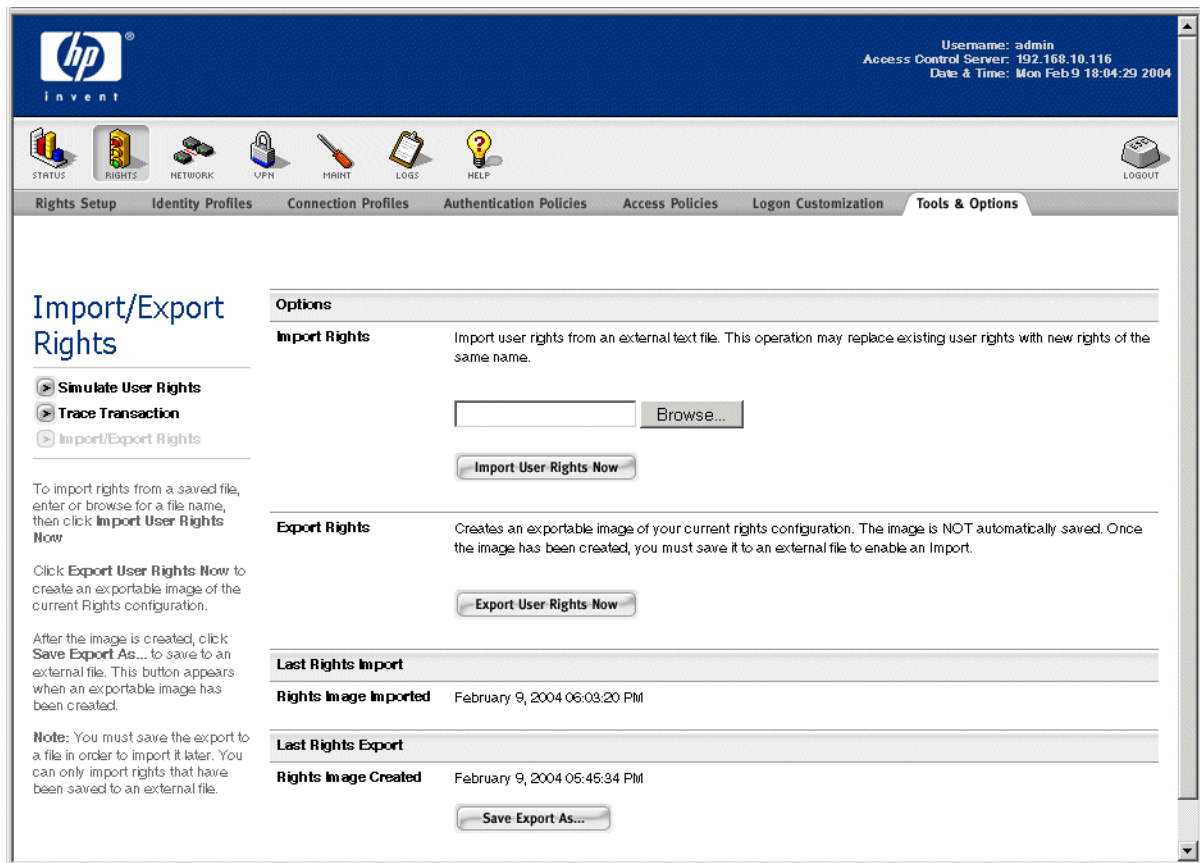 hp
®
invent
Username: admin
Access Control Server: 192.168.10.116
Date & Time: Mon Feb 9 18:04:29 2004
STATUS
RIGHTS
NETWORK
VPN
MAINT
LOGS
HELP
LOGOUT
Rights Setup
Identity Profiles
Connection Profiles
Authentication Policies
Access Policies
Logon Customization
Tools & Options
Import/Export
Rights
Simulate User Rights
Trace Transaction
Import/Export Rights
To import rights from a saved file,
enter or browse for a file name,
then click Import User Rights
Now
Click Export User Rights Now to
create an exportable image of the
current Rights configuration.
After the image is created, click
Save Export As... to save to an
external file. This button appears
when an exportable image has
been created.
Note: You must save the export to
a file in order to import it later. You
can only import rights that have
been saved to an external file.
Options
Import Rights
Import user rights from an external text file. This operation may replace existing user rights with new rights of the
same name.
Browse...
Import User Rights Now
Export Rights
Creates an exportable image of your current rights configuration. The image is NOT automatically saved. Once
the image has been created, you must save it to an external file to enable an Import.
Export User Rights Now
Last Rights Import
Rights Image Imported
February 9, 2004 06:03:20 PM
Last Rights Export
Rights Image Created
February 9, 2004 05:45:34 PM
Save Export As...